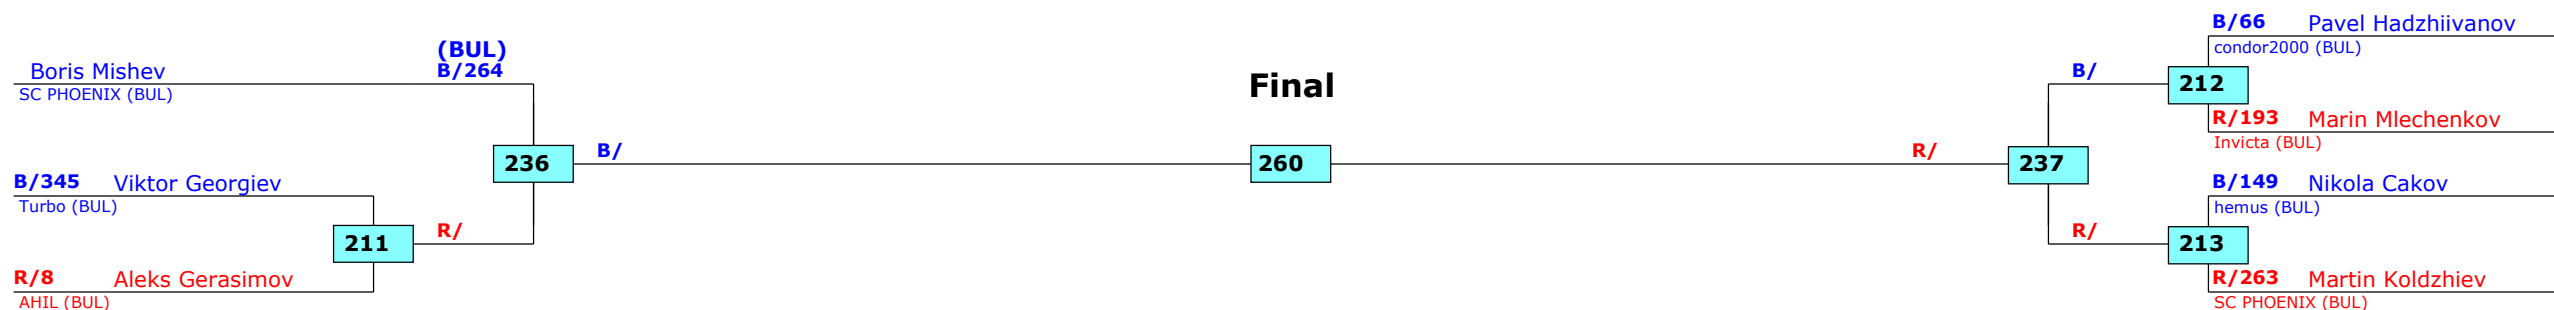 (BUL)
Boris Mishev B/264
SC PHOENIX (BUL)
236 B/
B/345 Viktor Georgiev
Turbo (BUL)
211 R/
R/8 Aleks Gerasimov
AHIL (BUL)
Final
260
B/66 Pavel Hadzhiivanov
condor2000 (BUL)
B/ 212
R/193 Marin Mlechenkov
Invicta (BUL)
R/ 237
B/149 Nikola Cakov
hemus (BUL)
R/ 213
R/263 Martin Koldzhiev
SC PHOENIX (BUL)